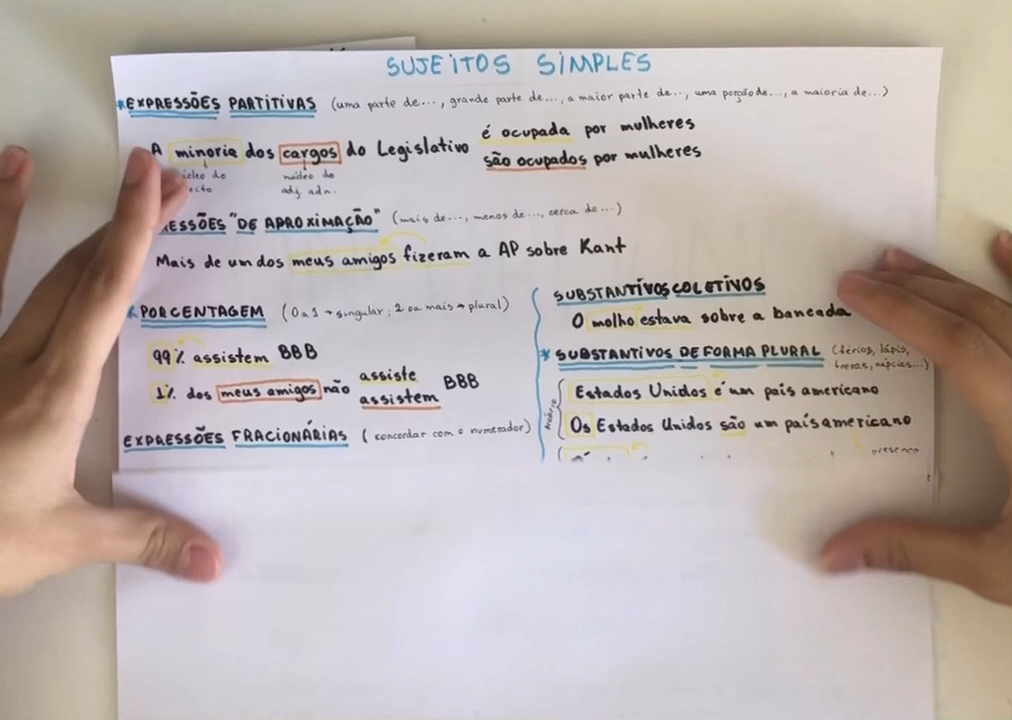 SUJEITOS SIMPLES
*EXPRESSÕES PARTITIVAS (uma parte de..., grande parte de..., a maior parte de..., uma porção de..., a maioria de...)
A minoria dos cargos do Legislativo é ocupada por mulheres
são ocupados por mulheres
núcleo do
adj. adn.
"DE APROXIMAÇÃO" (mais de..., menos de..., cerca de...)
Mais de um dos meus amigos fizeram a AP sobre Kant
*PORCENTAGEM (0 a 1 → singular; 2 ou mais → plural)
99% assistem BBB
1% dos meus amigos não assiste BBB
assistem
EXPRESSÕES FRACIONÁRIAS (concordar com o numerador)
SUBSTANTIVOS COLETIVOS
O molho estava sobre a bancada
*SUBSTANTIVOS DE FORMA PLURAL (férias, lápis,
trevas, núpcias...)
Estados Unidos é um país americano
Os Estados Unidos são um país americano